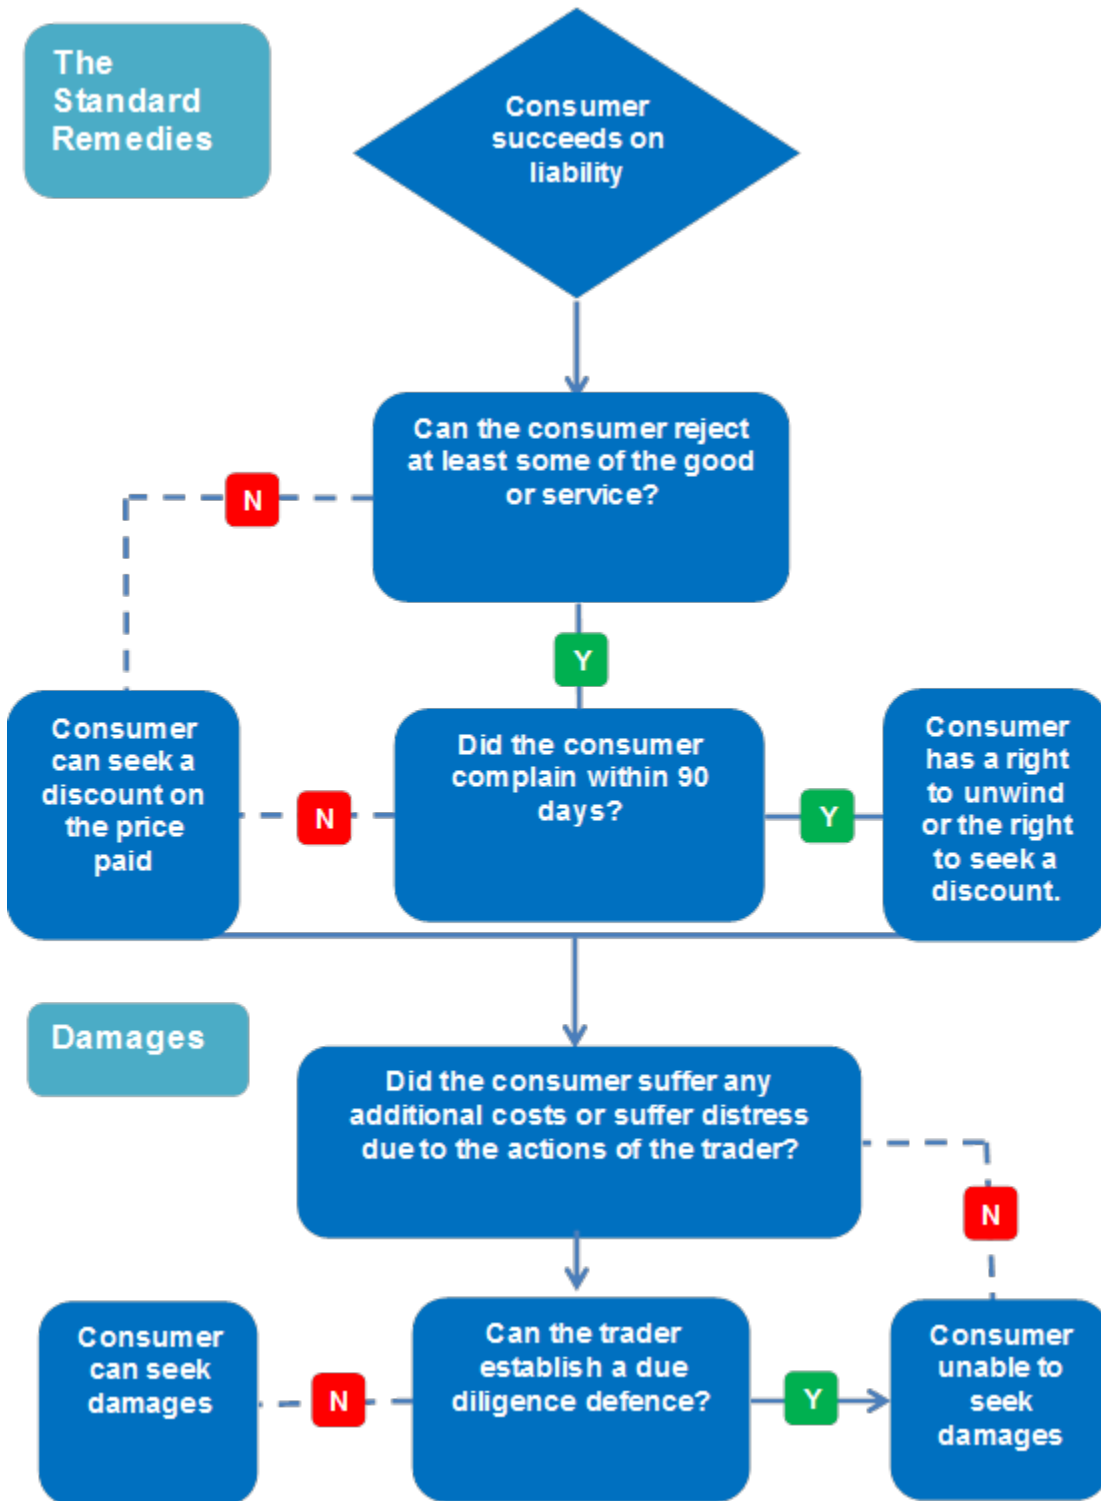 The
Standard
Remedies
Consumer
succeeds on
liability
Can the consumer reject
at least some of the good
or service?
N
Y
Consumer
can seek a
discount on
the price
paid
N
Did the consumer
complain within 90
days?
Y
Consumer
has a right
to unwind
or the right
to seek a
discount.
Damages
Did the consumer suffer any
additional costs or suffer distress
due to the actions of the trader?
N
Consumer
can seek
damages
N
Can the trader
establish a due
diligence defence?
Y
Consumer
unable to
seek
damages